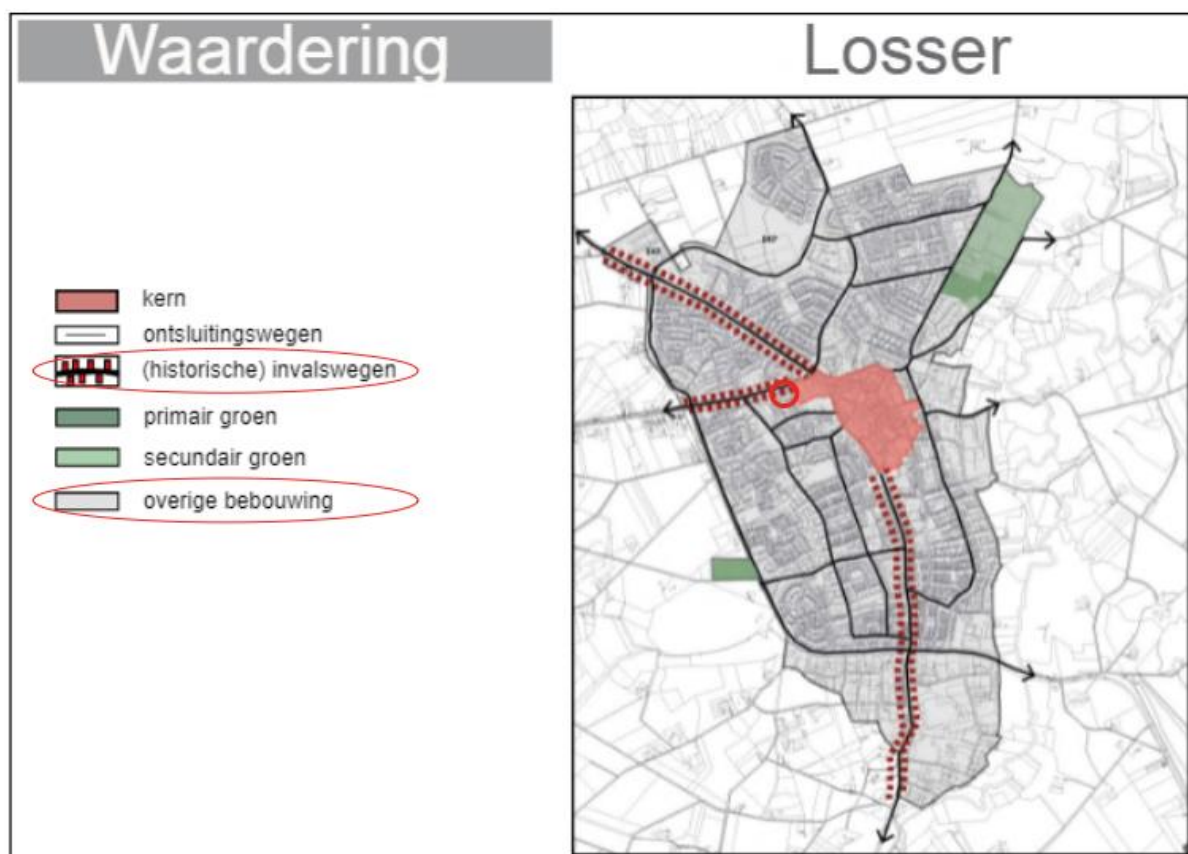 Waardering
Losser
kern
ontsluitingswegen
(historische) invalswegen
primair groen
secundair groen
overige bebouwing